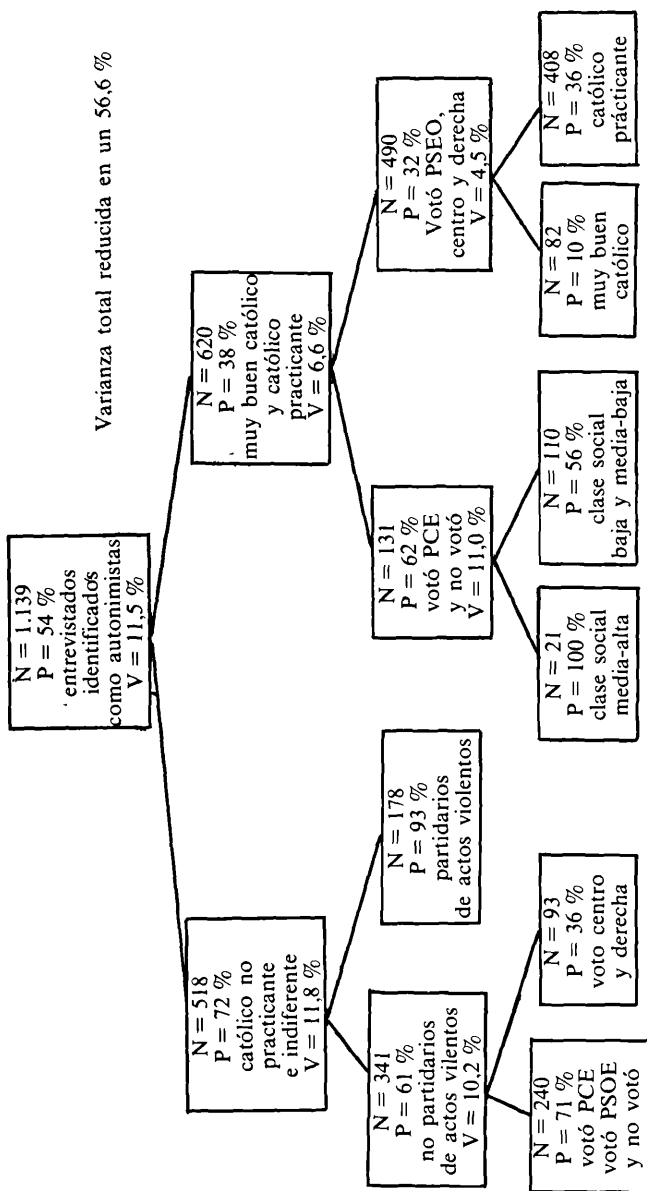 Varianza total reducida en un 56,6 %
N = 1.139
P = 54 %
entrevistados
identificados
como autonimistas
V = 11,5 %
N = 518
P = 72 %
católico no
practicante
e indiferente
V = 11,8 %
N = 620
P = 38 %
muy buen católico
y católico
practicante
V = 6,6 %
N = 341
P = 61 %
no partidarios
de actos vilentos
V = 10,2 %
N = 178
P = 93 %
partidarios
de actos violentos
N = 131
P = 62 %
votó PCE
y no votó
V = 11,0 %
N = 490
P = 32 %
Votó PSEO,
centro y derecha
V = 4,5 %
N = 240
P = 71 %
votó PCE
votó PSOE
y no votó
N = 93
P = 36 %
voto centro
y derecha
N = 21
P = 100 %
clase social
media-alta
N = 110
P = 56 %
clase social
baja y media-baja
N = 82
P = 10 %
muy buen
católico
N = 408
P = 36 %
católico
prácticante